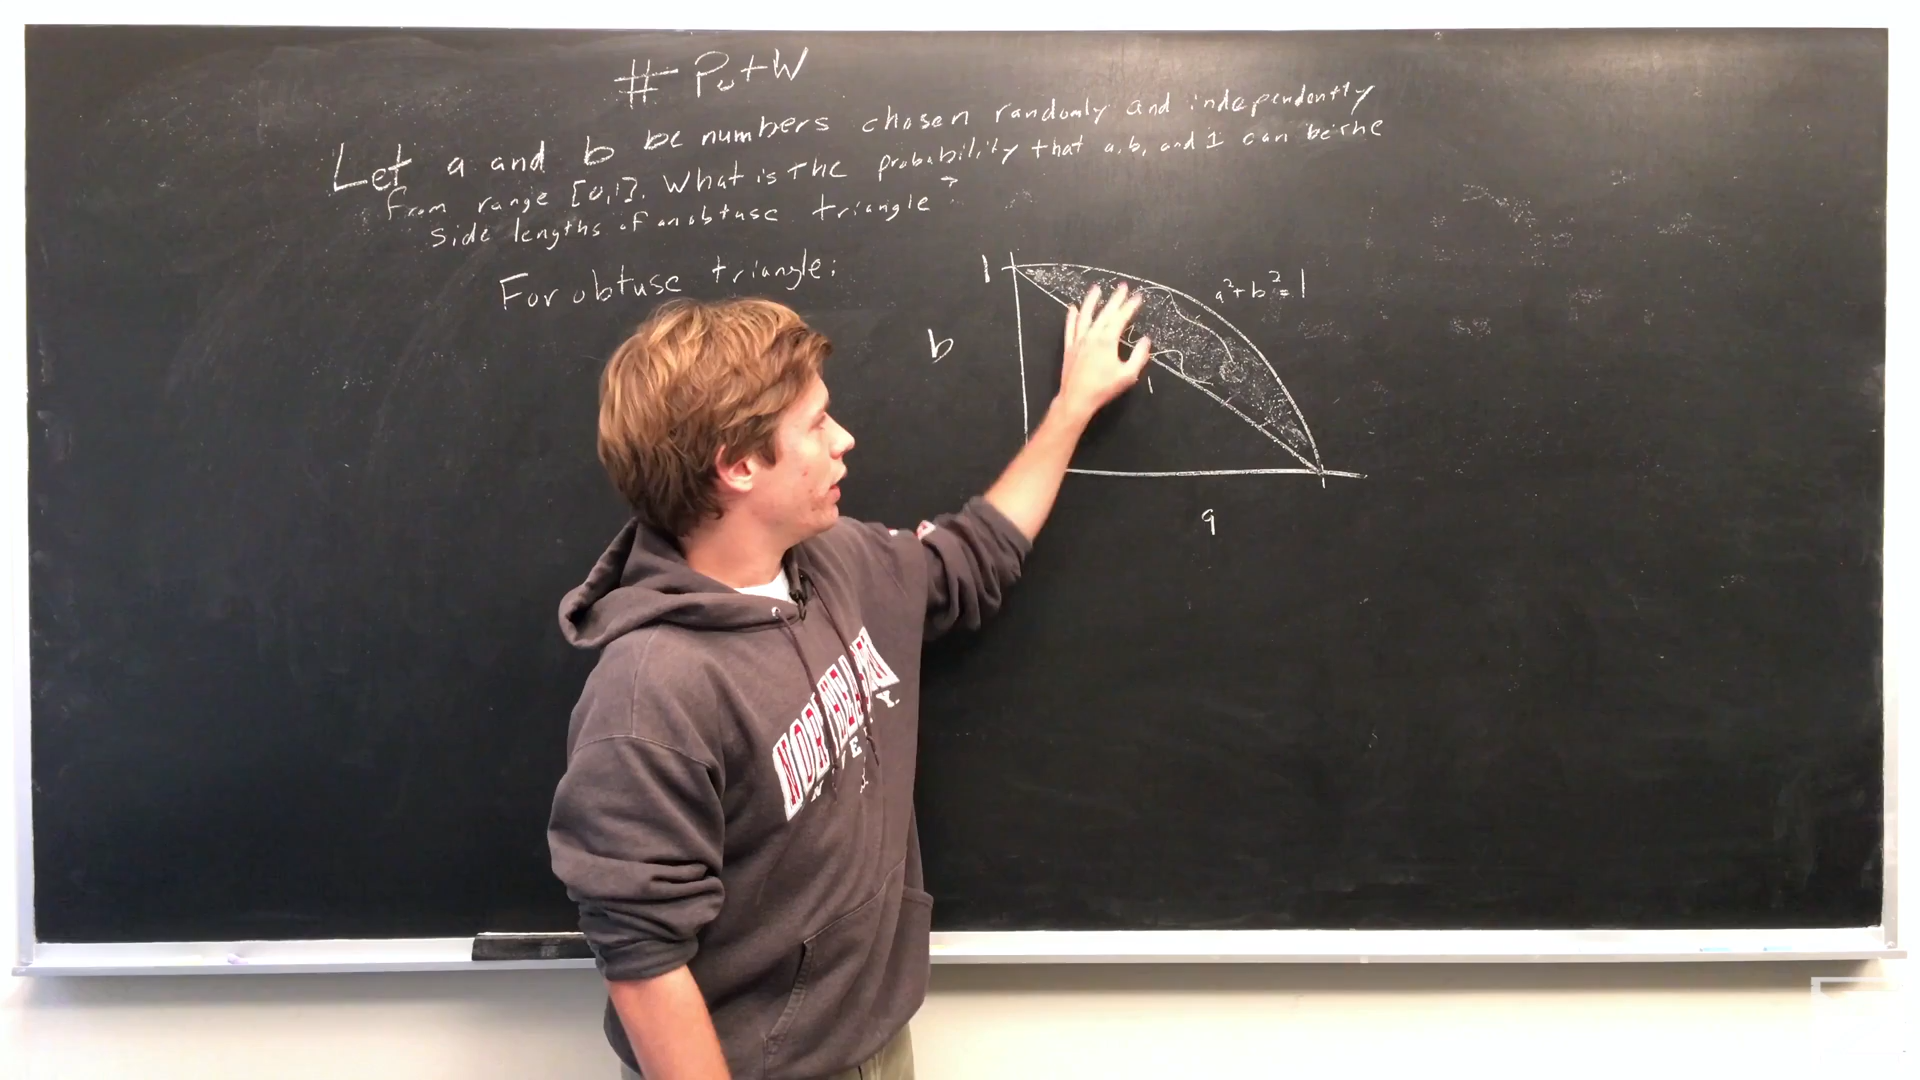 # PotW
Let a and b be numbers chosen randomly and independently
from range [0,1]. What is the probability that a, b, and 1 can be the
side lengths of an obtuse triangle?
For obtuse triangle:
1
a²+b²=1
b
1
a